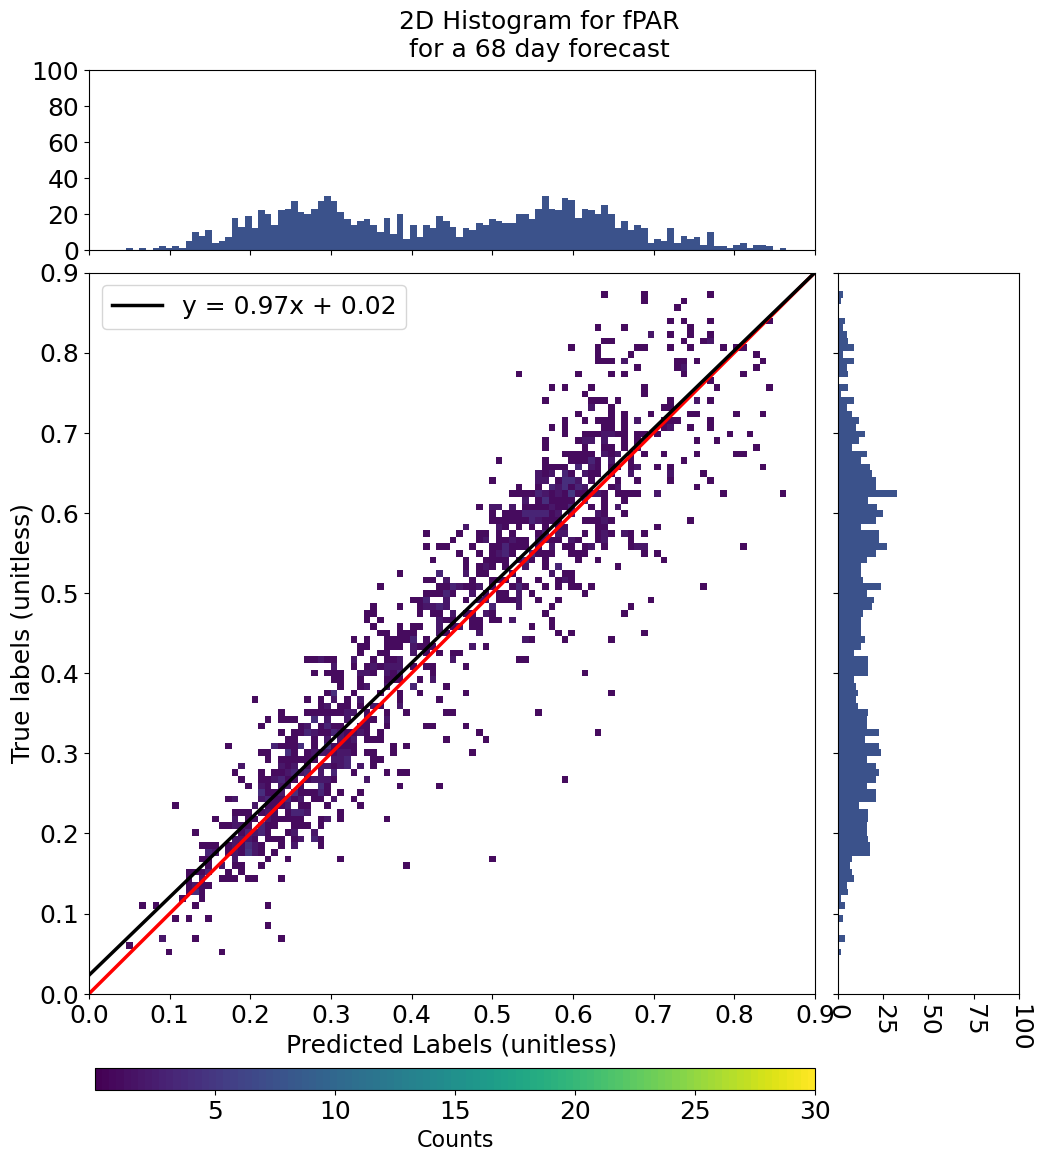 2D Histogram for fPAR
for a 68 day forecast
100
80
60
40
20
0
0.9
0.8
0.7
0.6
0.5
0.4
0.3
0.2
0.1
0.0
True labels (unitless)
y = 0.97x + 0.02
0.0 0.1 0.2 0.3 0.4 0.5 0.6 0.7 0.8 0.9
Predicted Labels (unitless)
0 25 50 75 100
5 10 15 20 25 30
Counts